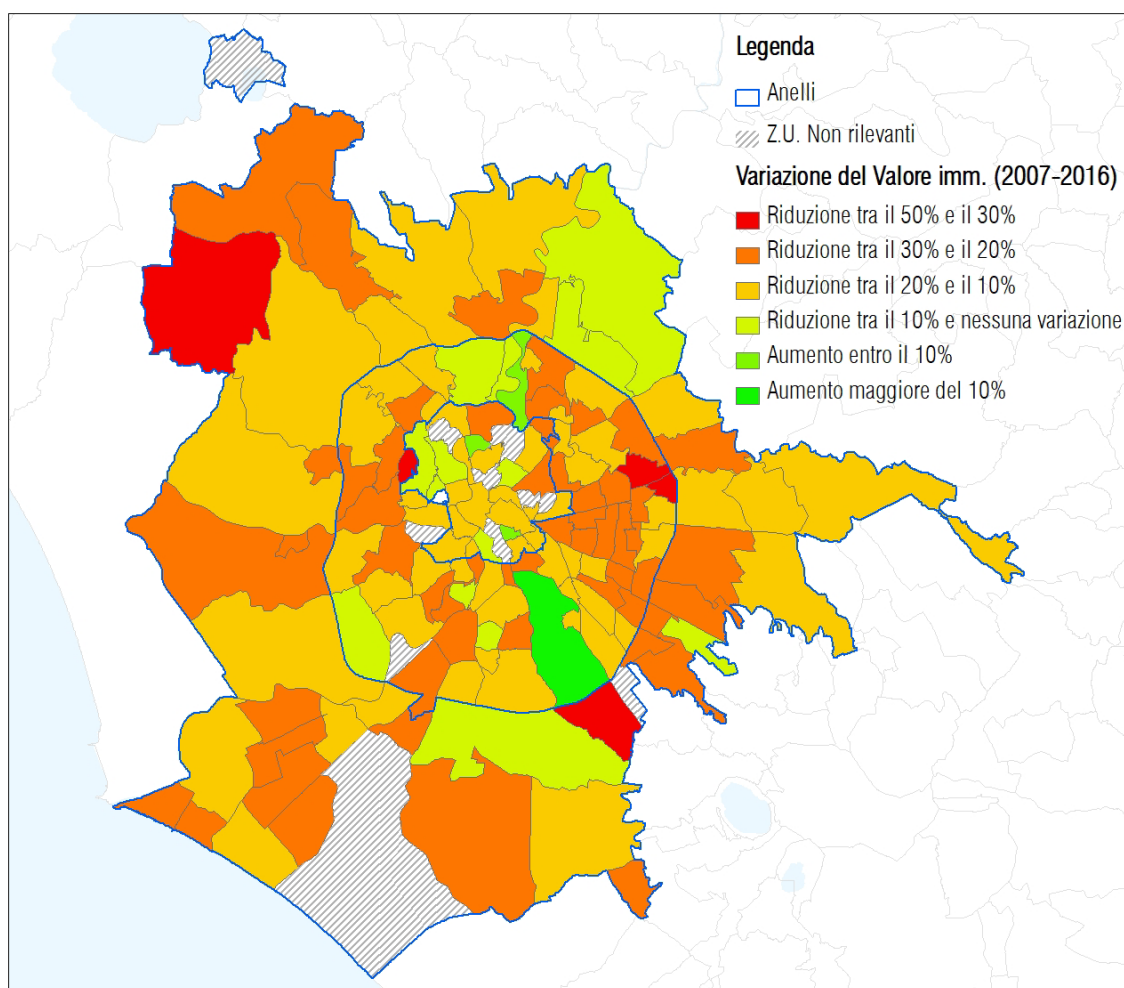 Legenda
Anelli
Z.U. Non rilevanti
Variazione del Valore imm. (2007-2016)
Riduzione tra il 50% e il 30%
Riduzione tra il 30% e il 20%
Riduzione tra il 20% e il 10%
Riduzione tra il 10% e nessuna variazione
Aumento entro il 10%
Aumento maggiore del 10%